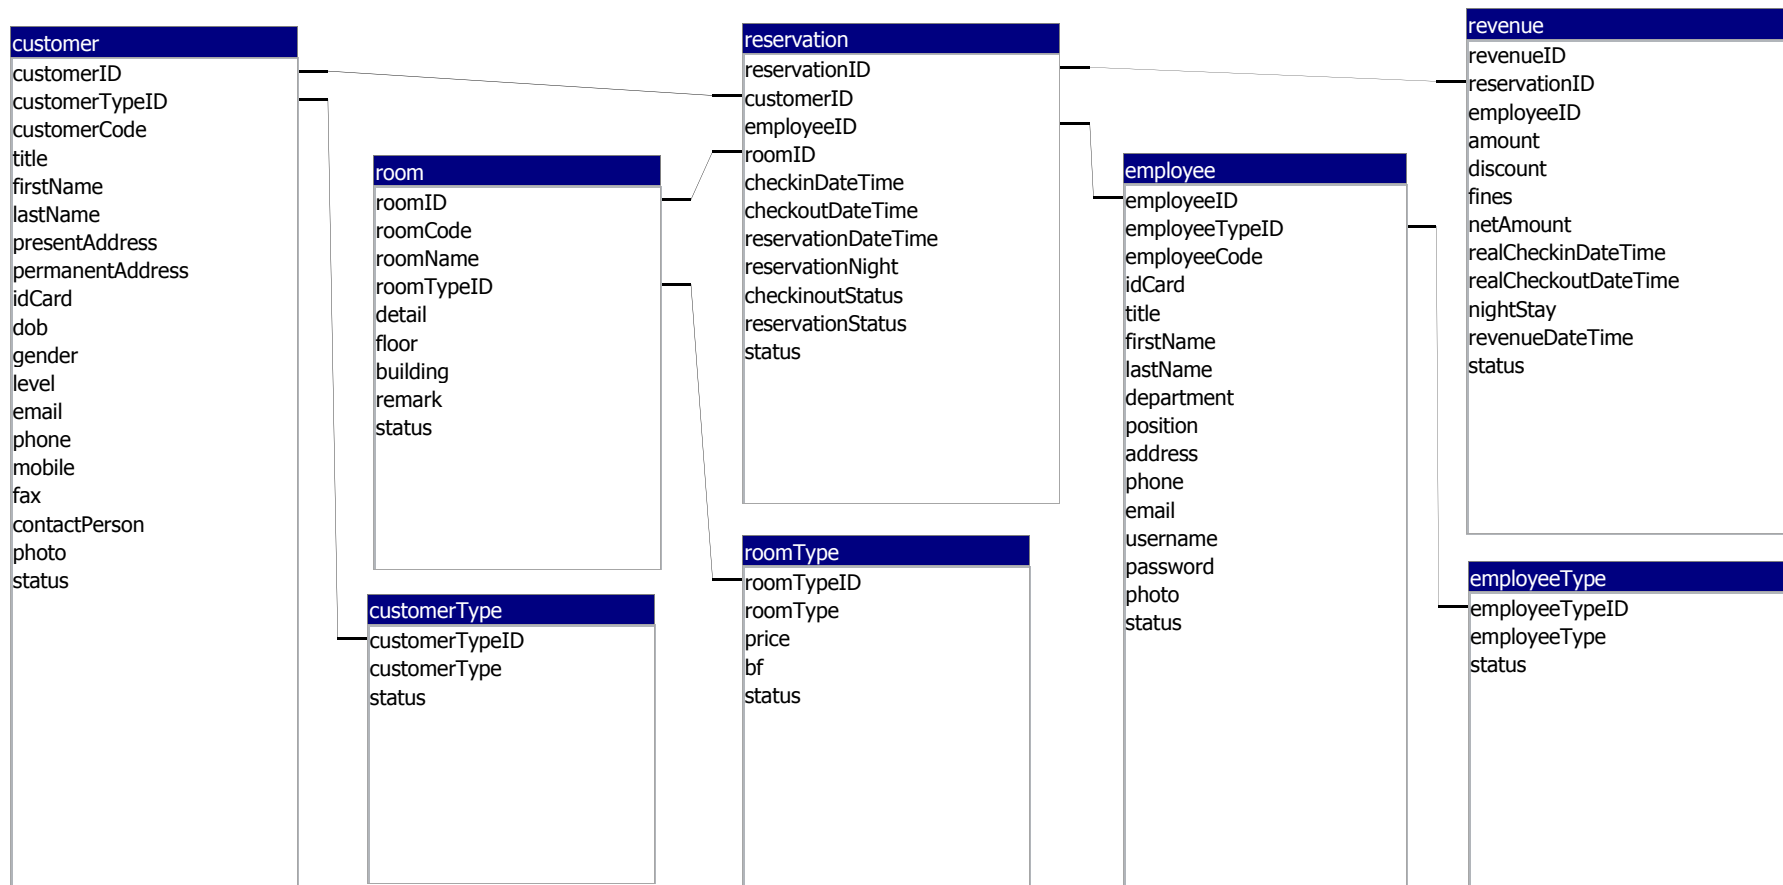 customer
customerID
customerTypeID
customerCode
title
firstName
lastName
presentAddress
permanentAddress
idCard
dob
gender
level
email
phone
mobile
fax
contactPerson
photo
status
room
roomID
roomCode
roomName
roomTypeID
detail
floor
building
remark
status
customerType
customerTypeID
customerType
status
reservation
reservationID
customerID
employeeID
roomID
checkinDateTime
checkoutDateTime
reservationDateTime
reservationNight
checkinoutStatus
reservationStatus
status
roomType
roomTypeID
roomType
price
bf
status
employee
employeeID
employeeTypeID
employeeCode
idCard
title
firstName
lastName
department
position
address
phone
email
username
password
photo
status
revenue
revenueID
reservationID
employeeID
amount
discount
fines
netAmount
realCheckinDateTime
realCheckoutDateTime
nightStay
revenueDateTime
status
employeeType
employeeTypeID
employeeType
status